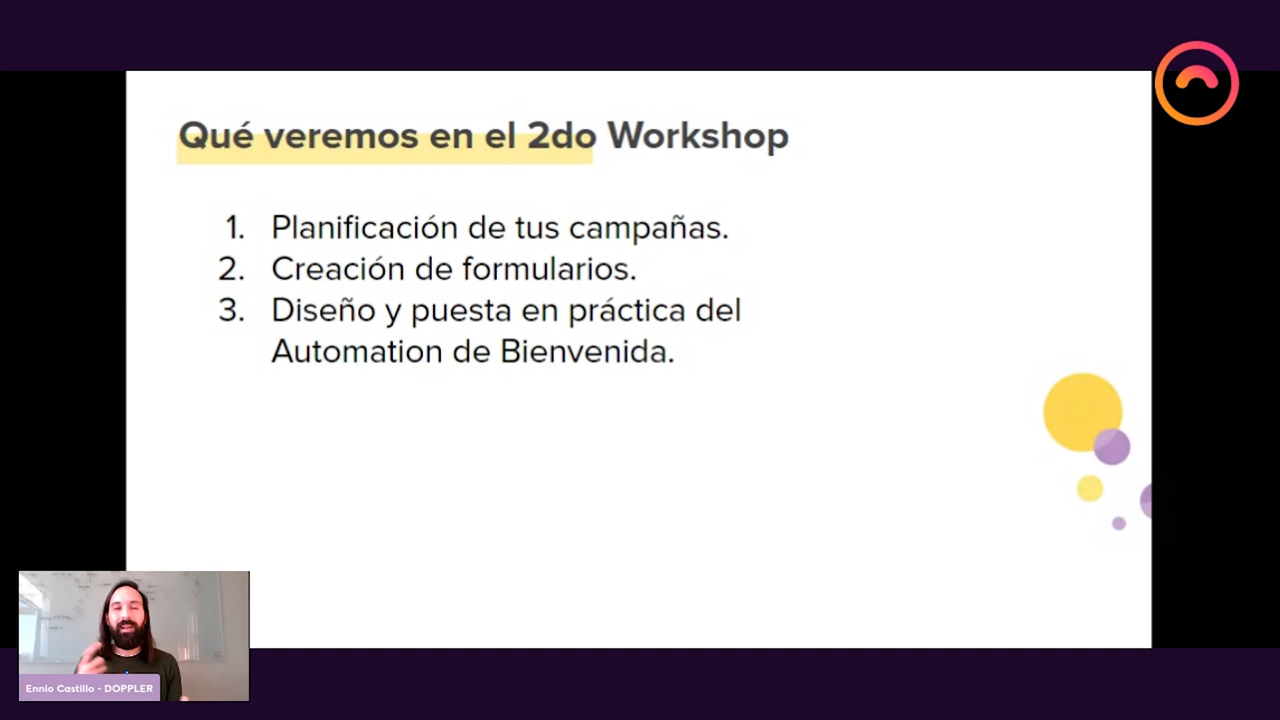 Qué veremos en el 2do Workshop
1. Planificación de tus campañas.
2. Creación de formularios.
3. Diseño y puesta en práctica del
Automation de Bienvenida.
Ennio Castillo - DOPPLER